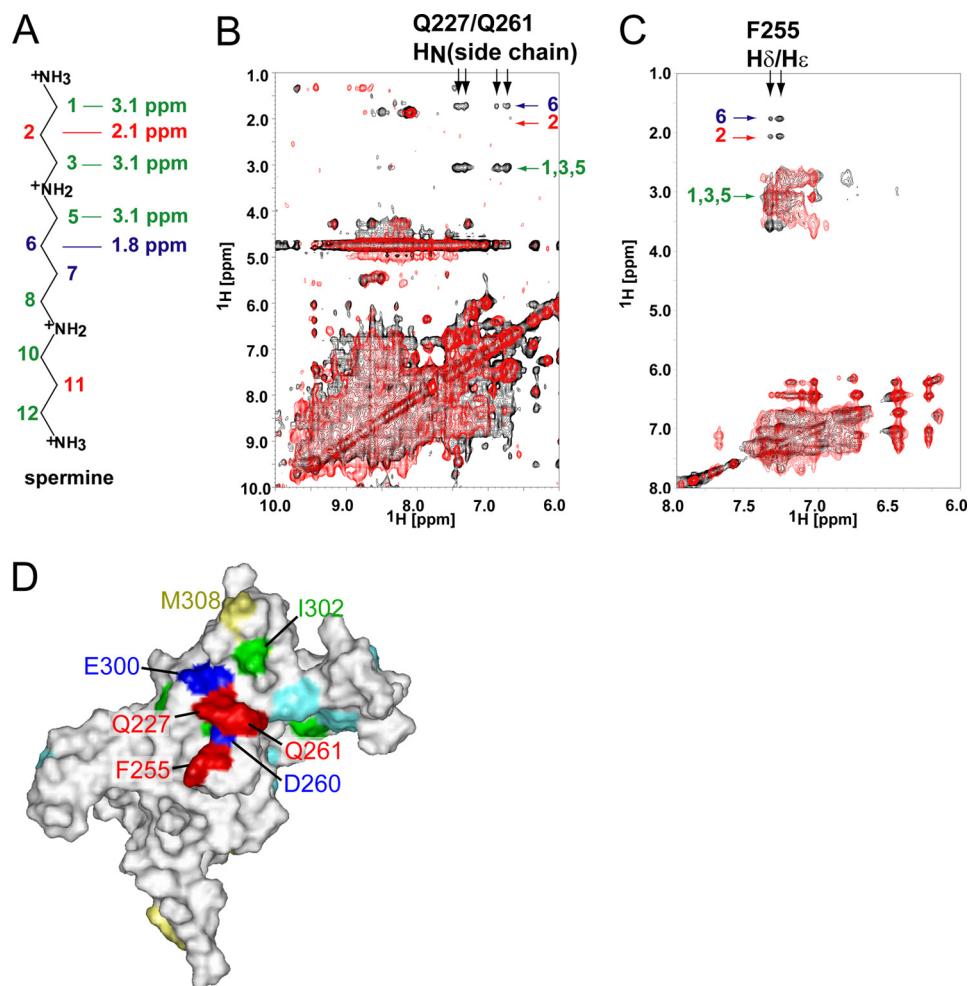 A
+NH3
1 — 3.1 ppm
2 — 2.1 ppm
3 — 3.1 ppm
+NH2
5 — 3.1 ppm
6 — 1.8 ppm
7
8
+NH2
10
11
12
+NH3
spermine
B
Q227/Q261
HN(side chain)
1.0
2.0
3.0
4.0
5.0
6.0
7.0
8.0
9.0
10.0
1H [ppm]
6
2
1,3,5
10.0 9.0 8.0 7.0 6.0
1H [ppm]
C
F255
Hδ/Hε
1.0
2.0
3.0
4.0
5.0
6.0
7.0
8.0
1H [ppm]
6
2
1,3,5
8.0 7.5 7.0 6.5 6.0
1H [ppm]
D
M308
I302
E300
Q227
Q261
F255
D260